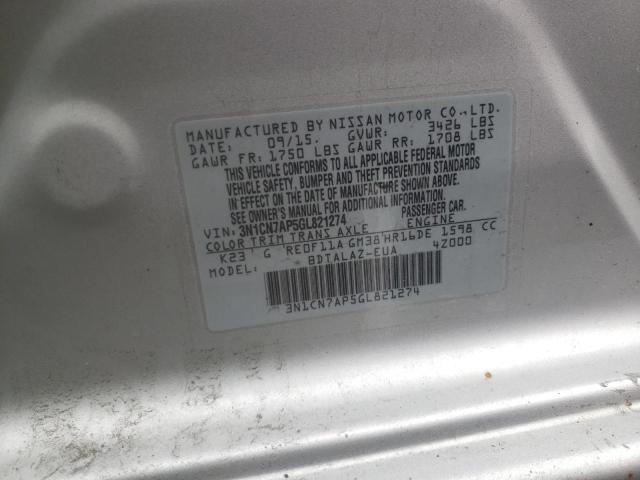 MANUFACTURED BY NISSAN MOTOR CO.,LTD.
DATE: 09/15. GVWR: 3426 LBS
GAWR FR: 1750 LBS GAWR RR: 1708 LBS
THIS VEHICLE CONFORMS TO ALL APPLICABLE FEDERAL MOTOR
VEHICLE SAFETY, BUMPER AND THEFT PREVENTION STANDARDS
IN EFFECT ON THE DATE OF MANUFACTURE SHOWN ABOVE.
SEE OWNER'S MANUAL ADDITIONALLY.
VIN: 3N1CN7AP5GL821274 PASSENGER CAR.
COLOR TRIM TRANS AXLE ENGINE
K23 G RE0F11A GM38 HR16DE 1598 CC
MODEL: BDTALAZ-EUA 4Z000
3N1CN7AP5GL821274